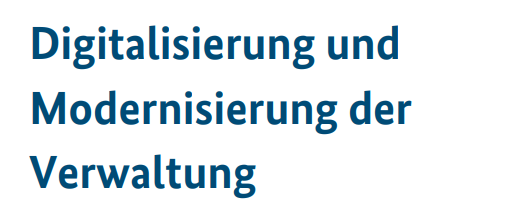 Digitalisierung und
Modernisierung der
Verwaltung